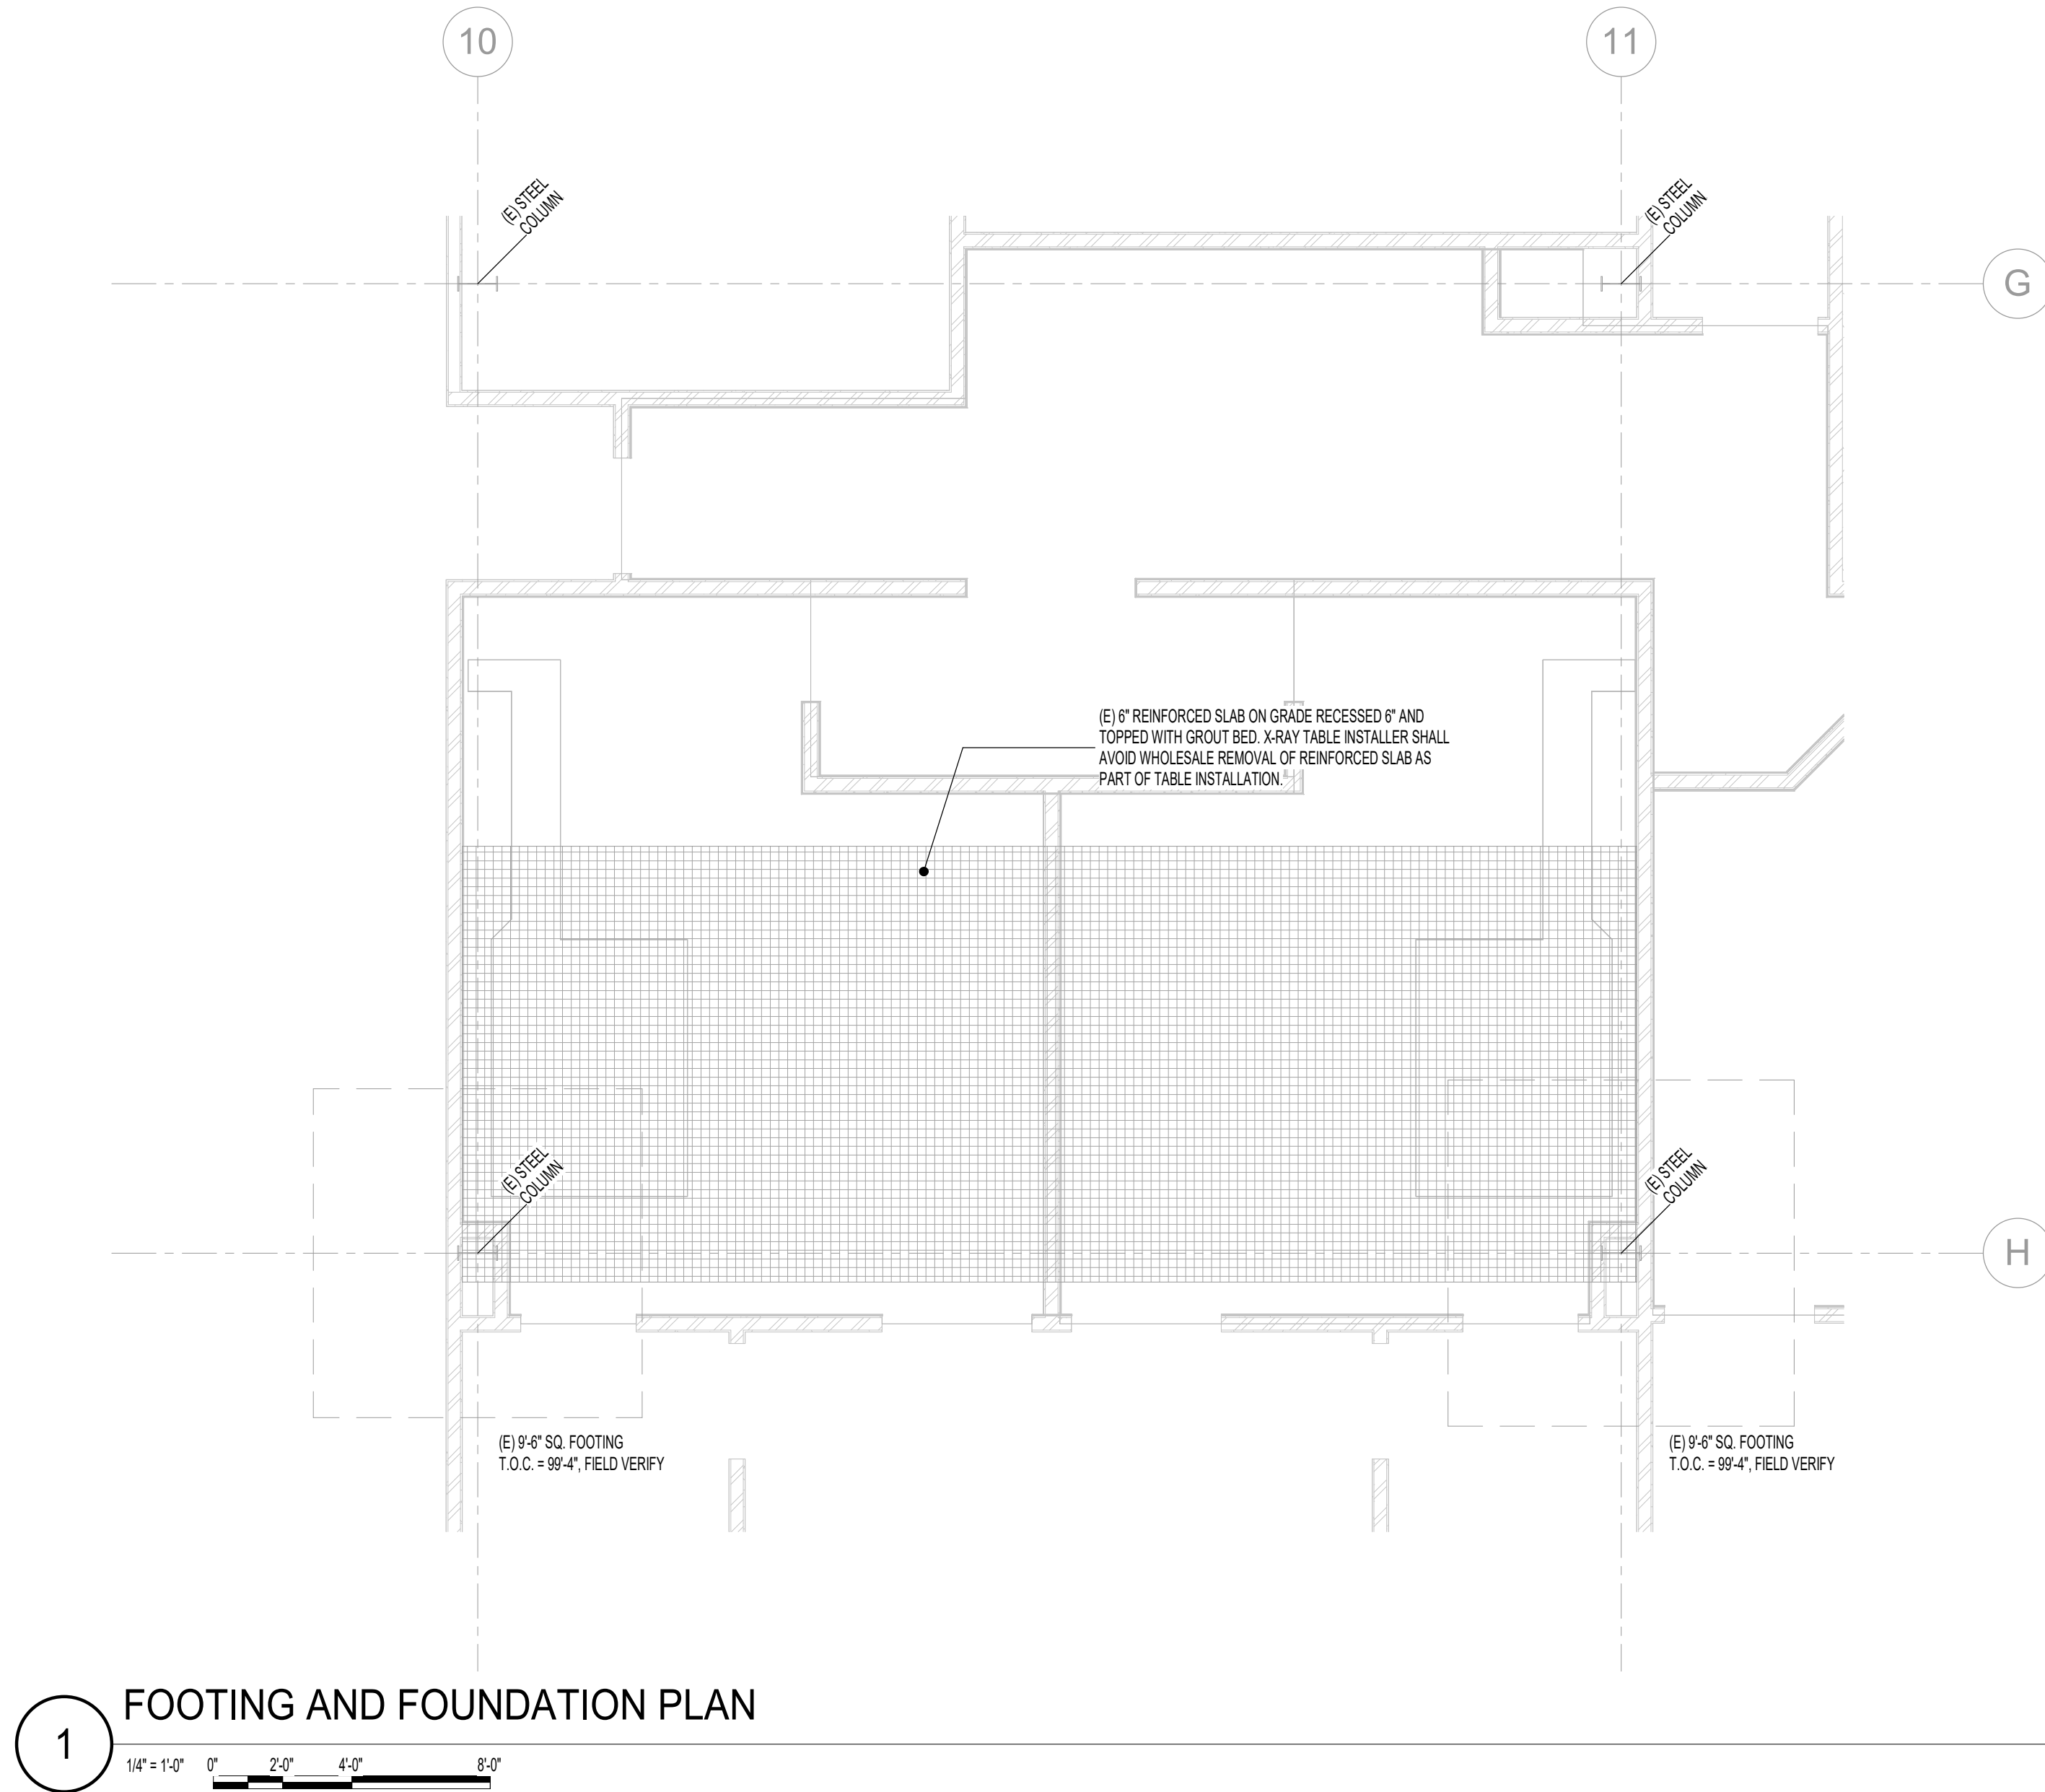 10
11
(E) STEEL
COLUMN
(E) STEEL
COLUMN
G
(E) 6" REINFORCED SLAB ON GRADE RECESSED 6" AND
TOPPED WITH GROUT BED. X-RAY TABLE INSTALLER SHALL
AVOID WHOLESALE REMOVAL OF REINFORCED SLAB AS
PART OF TABLE INSTALLATION.
(E) STEEL
COLUMN
(E) STEEL
COLUMN
H
(E) 9'-6" SQ. FOOTING
T.O.C. = 99'-4", FIELD VERIFY
(E) 9'-6" SQ. FOOTING
T.O.C. = 99'-4", FIELD VERIFY
1
FOOTING AND FOUNDATION PLAN
1/4" = 1'-0"
0" 2'-0" 4'-0" 8'-0"